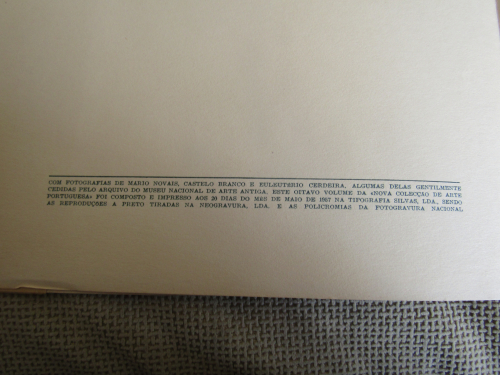 COM FOTOGRAFIAS DE MARIO NOVAIS, CASTELO BRANCO E EULEUTÉRIO CERDEIRA, ALGUMAS DELAS GENTILMENTE
CEDIDAS PELO ARQUIVO DO MUSEU NACIONAL DE ARTE ANTIGA, ESTE OITAVO VOLUME DA «NOVA COLECÇÃO DE ARTE
PORTUGUESA» FOI COMPOSTO E IMPRESSO AOS 20 DIAS DO MÊS DE MAIO DE 1957 NA TIPOGRAFIA SILVAS, LDA., SENDO
AS REPRODUÇÕES A PRETO TIRADAS NA NEOGRAVURA, LDA. E AS POLICROMIAS DA FOTOGRAVURA NACIONAL